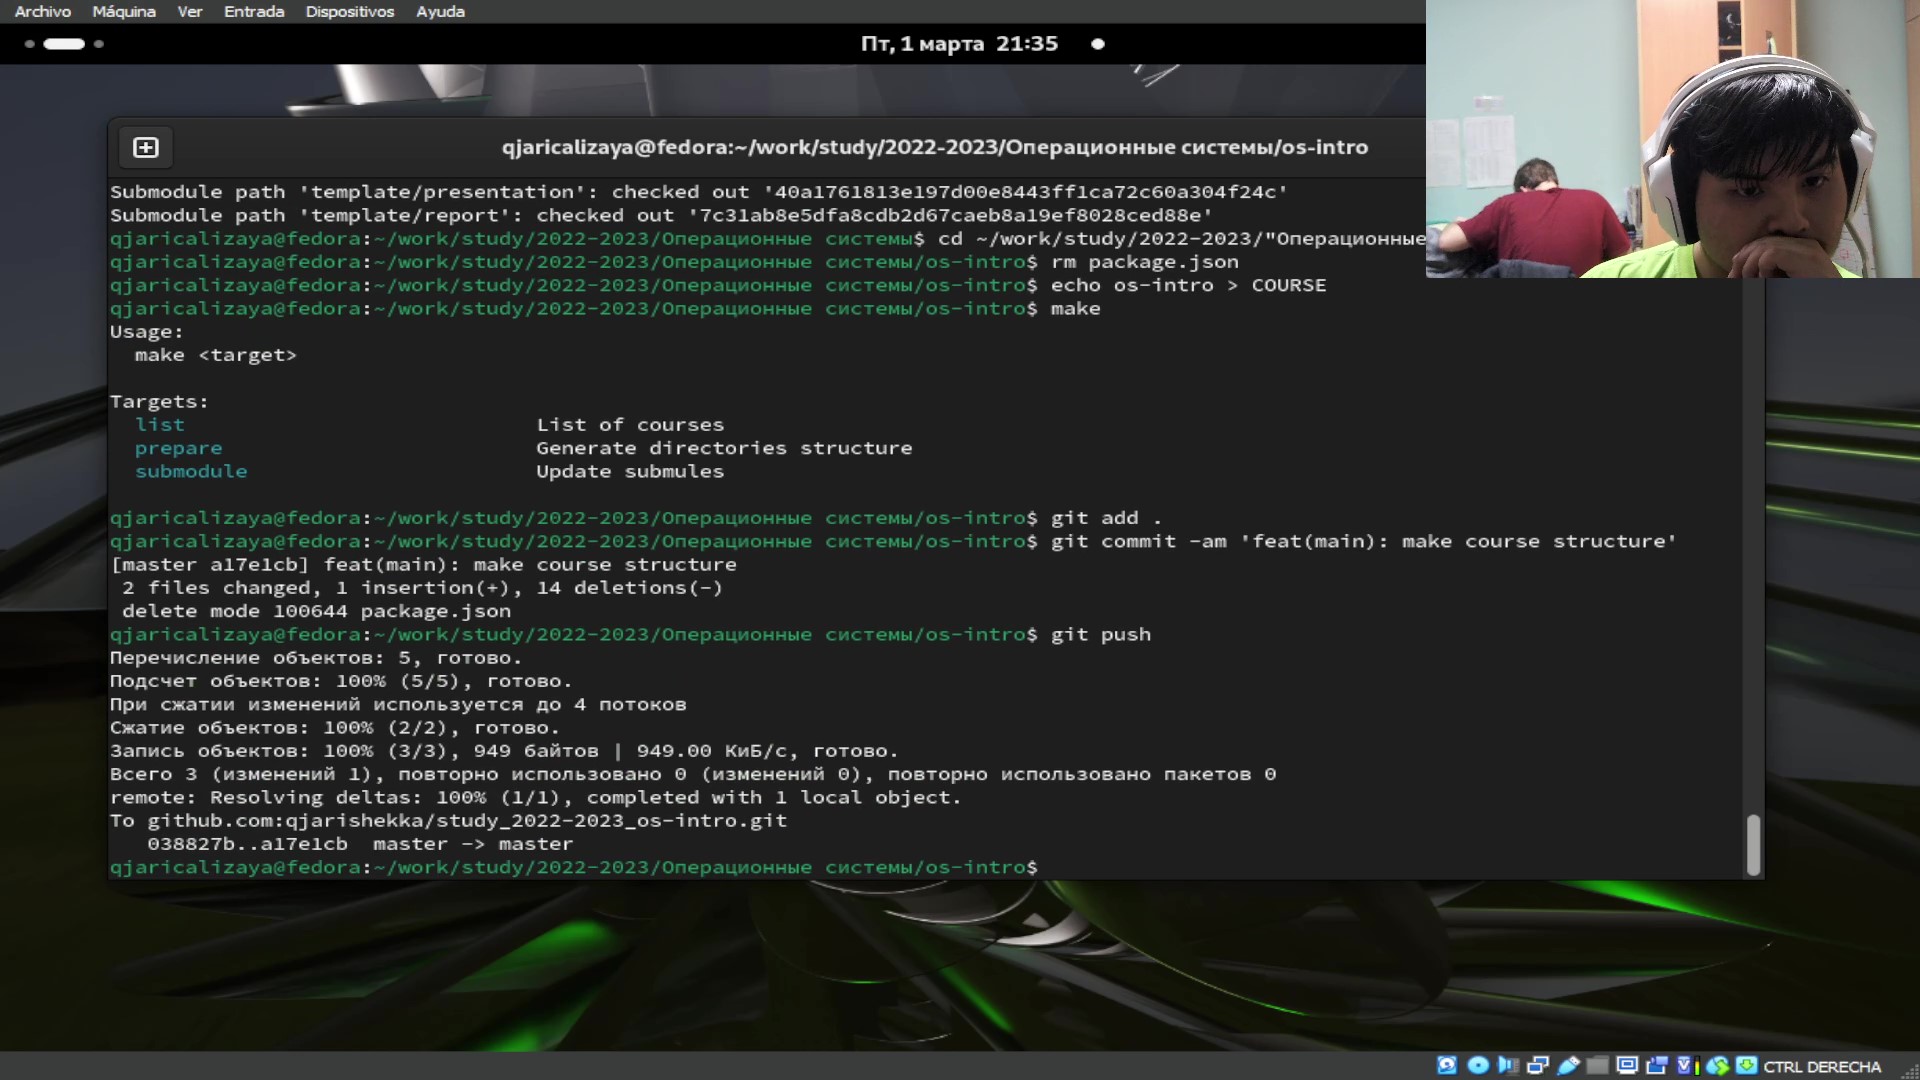 Archivo Máquina Ver Entrada Dispositivos Ayuda
Пт, 1 марта 21:35
qjaricalizaya@fedora:~/work/study/2022-2023/Операционные системы/os-intro
Submodule path 'template/presentation': checked out '40a1761813e197d00e8443ff1ca72c60a304f24c'
Submodule path 'template/report': checked out '7c31ab8e5dfa8cdb2d67caeb8a19ef8028ced88e'
qjaricalizaya@fedora:~/work/study/2022-2023/Операционные системы$ cd ~/work/study/2022-2023/"Операционные
qjaricalizaya@fedora:~/work/study/2022-2023/Операционные системы/os-intro$ rm package.json
qjaricalizaya@fedora:~/work/study/2022-2023/Операционные системы/os-intro$ echo os-intro > COURSE
qjaricalizaya@fedora:~/work/study/2022-2023/Операционные системы/os-intro$ make
Usage:
  make <target>
Targets:
  list                            List of courses
  prepare                         Generate directories structure
  submodule                       Update submules
qjaricalizaya@fedora:~/work/study/2022-2023/Операционные системы/os-intro$ git add .
qjaricalizaya@fedora:~/work/study/2022-2023/Операционные системы/os-intro$ git commit -am 'feat(main): make course structure'
[master a17e1cb] feat(main): make course structure
 2 files changed, 1 insertion(+), 14 deletions(-)
 delete mode 100644 package.json
qjaricalizaya@fedora:~/work/study/2022-2023/Операционные системы/os-intro$ git push
Перечисление объектов: 5, готово.
Подсчет объектов: 100% (5/5), готово.
При сжатии изменений используется до 4 потоков
Сжатие объектов: 100% (2/2), готово.
Запись объектов: 100% (3/3), 949 байтов | 949.00 КиБ/с, готово.
Всего 3 (изменений 1), повторно использовано 0 (изменений 0), повторно использовано пакетов 0
remote: Resolving deltas: 100% (1/1), completed with 1 local object.
To github.com:qjarishekka/study_2022-2023_os-intro.git
   038827b..a17e1cb  master -> master
qjaricalizaya@fedora:~/work/study/2022-2023/Операционные системы/os-intro$
CTRL DERECHA